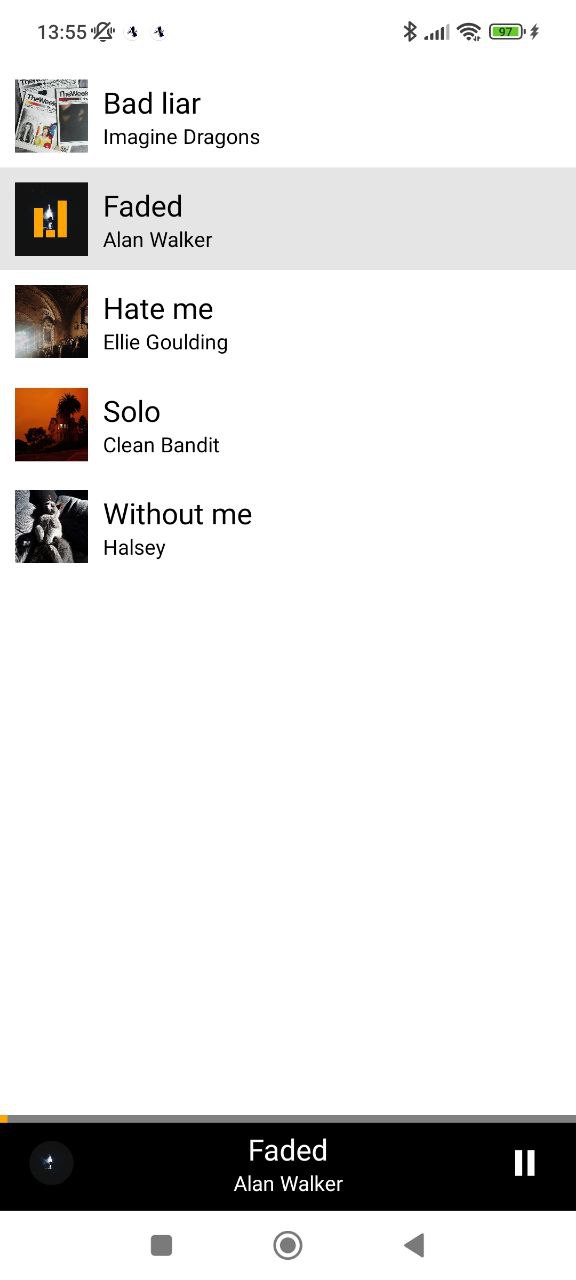 13:55
97
Bad liar
Imagine Dragons
Faded
Alan Walker
Hate me
Ellie Goulding
Solo
Clean Bandit
Without me
Halsey
Faded
Alan Walker